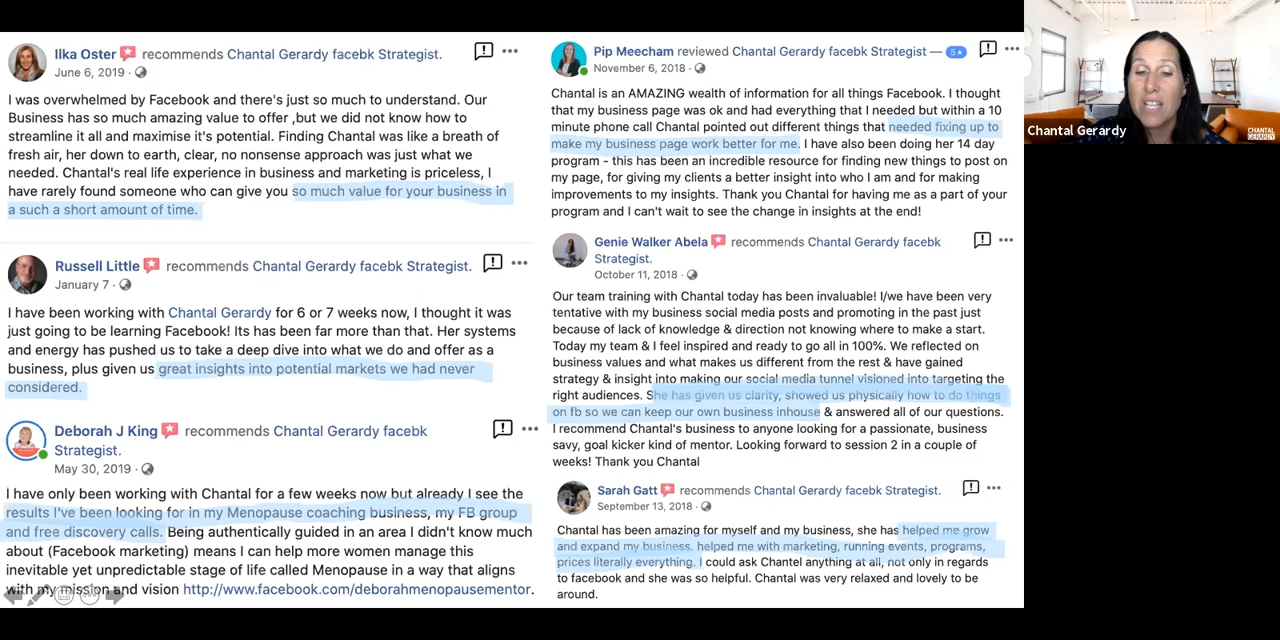 Ilka Oster recommends Chantal Gerardy facebk Strategist.
June 6, 2019 ·
I was overwhelmed by Facebook and there's just so much to understand. Our
Business has so much amazing value to offer ,but we did not know how to
streamline it all and maximise it's potential. Finding Chantal was like a breath of
fresh air, her down to earth, clear, no nonsense approach was just what we
needed. Chantal's real life experience in business and marketing is priceless, I
have rarely found someone who can give you so much value for your business in
a such a short amount of time.
Russell Little recommends Chantal Gerardy facebk Strategist.
January 7 ·
I have been working with Chantal Gerardy for 6 or 7 weeks now, I thought it was
just going to be learning Facebook! Its has been far more than that. Her systems
and energy has pushed us to take a deep dive into what we do and offer as a
business, plus given us great insights into potential markets we had never
considered.
Deborah J King recommends Chantal Gerardy facebk
Strategist.
May 30, 2019 ·
I have only been working with Chantal for a few weeks now but already I see the
results I've been looking for in my Menopause coaching business, my FB group
and free discovery calls. Being authentically guided in an area I didn't know much
about (Facebook marketing) means I can help more women manage this
inevitable yet unpredictable stage of life called Menopause in a way that aligns
with my mission and vision http://www.facebook.com/deborahmenopausementor.
Pip Meecham reviewed Chantal Gerardy facebk Strategist — 5★
November 6, 2018 ·
Chantal is an AMAZING wealth of information for all things Facebook. I thought
that my business page was ok and had everything that I needed but within a 10
minute phone call Chantal pointed out different things that needed fixing up to
make my business page work better for me. I have also been doing her 14 day
program - this has been an incredible resource for finding new things to post on
my page, for giving my clients a better insight into who I am and for making
improvements to my insights. Thank you Chantal for having me as a part of your
program and I can't wait to see the change in insights at the end!
Genie Walker Abela recommends Chantal Gerardy facebk
Strategist.
October 11, 2018 ·
Our team training with Chantal today has been invaluable! I/we have been very
tentative with my business social media posts and promoting in the past just
because of lack of knowledge & direction not knowing where to make a start.
Today my team & I feel inspired and ready to go all in 100%. We reflected on
business values and what makes us different from the rest & have gained
strategy & insight into making our social media tunnel visioned into targeting the
right audiences. She has given us clarity, showed us physically how to do things
on fb so we can keep our own business inhouse & answered all of our questions.
I recommend Chantal's business to anyone looking for a passionate, business
savy, goal kicker kind of mentor. Looking forward to session 2 in a couple of
weeks! Thank you Chantal
Sarah Gatt recommends Chantal Gerardy facebk Strategist.
September 13, 2018 ·
Chantal has been amazing for myself and my business, she has helped me grow
and expand my business. helped me with marketing, running events, programs,
prices literally everything. I could ask Chantel anything at all, not only in regards
to facebook and she was so helpful. Chantal was very relaxed and lovely to be
around.
Chantal Gerardy
CHANTAL
GERARDY